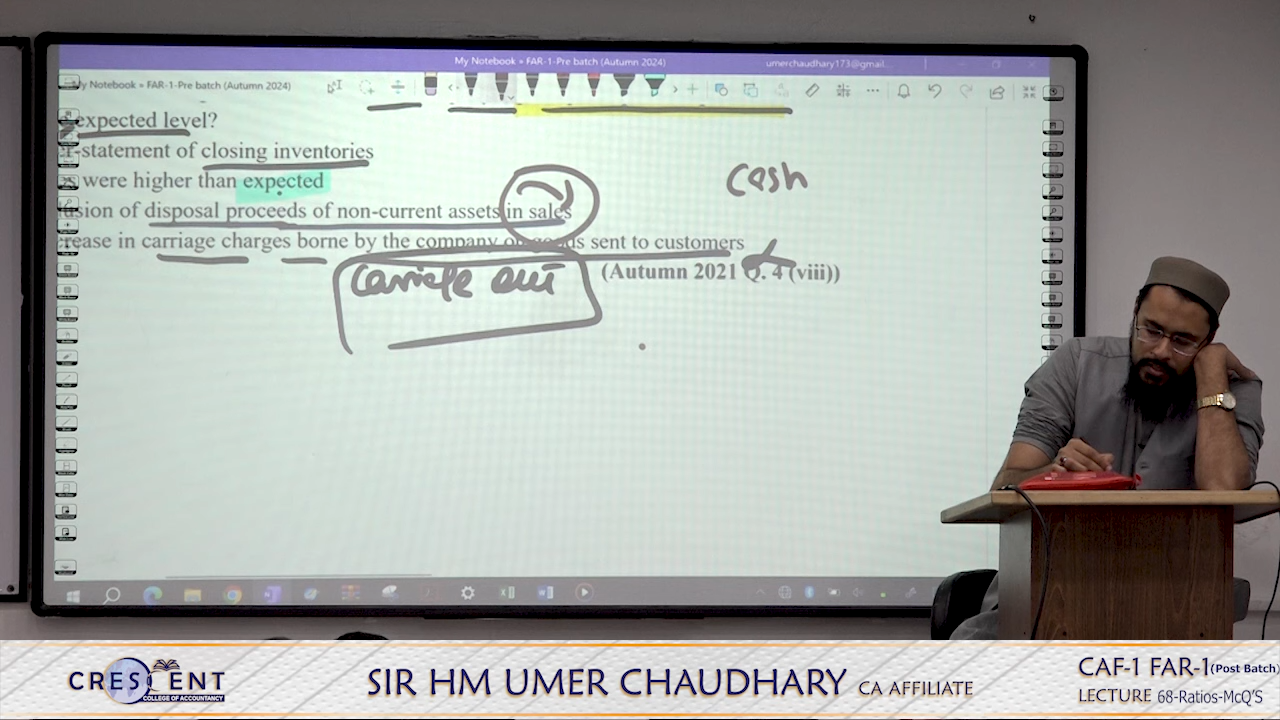 My Notebook » FAR-1-Pre batch (Autumn 2024)
umerchaudhary173@gmail...
My Notebook » FAR-1-Pre batch (Autumn 2024)
expected level?
r-statement of closing inventories
s were higher than expected
usion of disposal proceeds of non-current assets in sales
crease in carriage charges borne by the company on goods sent to customers
(Autumn 2021 Q. 4 (viii))
cash
out
CRESCENT
COLLEGE OF ACCOUNTANCY
SIR HM UMER CHAUDHARY CA AFFILIATE
CAF-1 FAR-1 (Post Batch)
LECTURE 68-Ratios-McQ'S